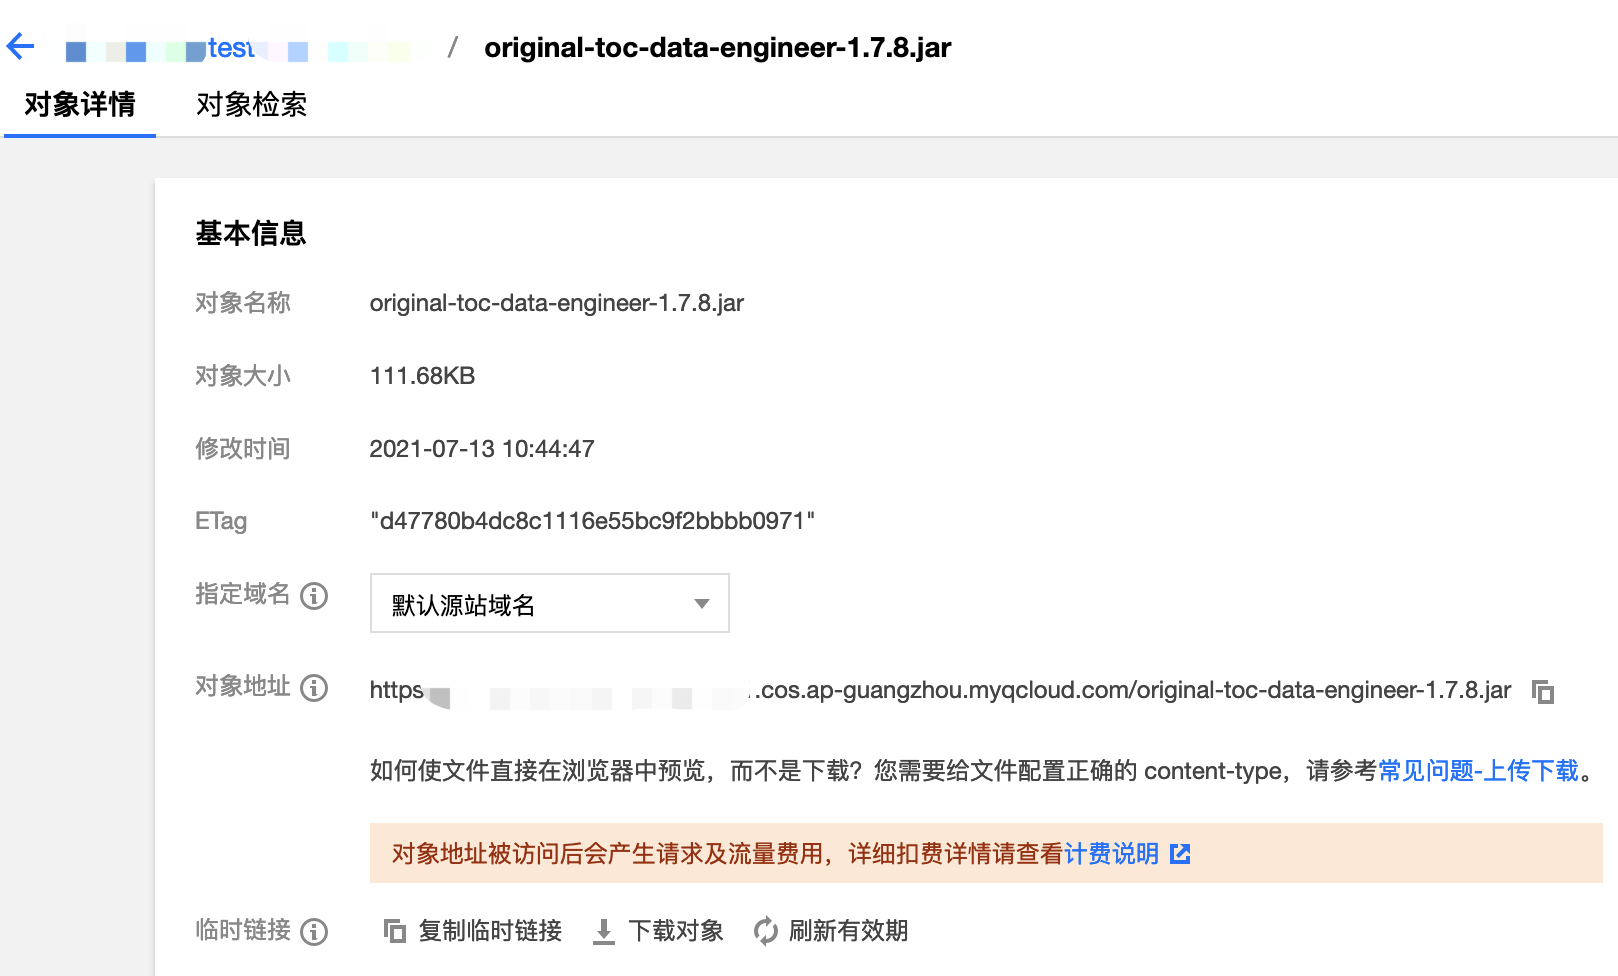 test / original-toc-data-engineer-1.7.8.jar
对象详情 对象检索
基本信息
对象名称 original-toc-data-engineer-1.7.8.jar
对象大小 111.68KB
修改时间 2021-07-13 10:44:47
ETag "d47780b4dc8c1116e55bc9f2bbbb0971"
指定域名 默认源站域名
对象地址 https .cos.ap-guangzhou.myqcloud.com/original-toc-data-engineer-1.7.8.jar
如何使文件直接在浏览器中预览，而不是下载？您需要给文件配置正确的 content-type，请参考常见问题-上传下载。
对象地址被访问后会产生请求及流量费用，详细扣费详情请查看计费说明
临时链接 复制临时链接 下载对象 刷新有效期